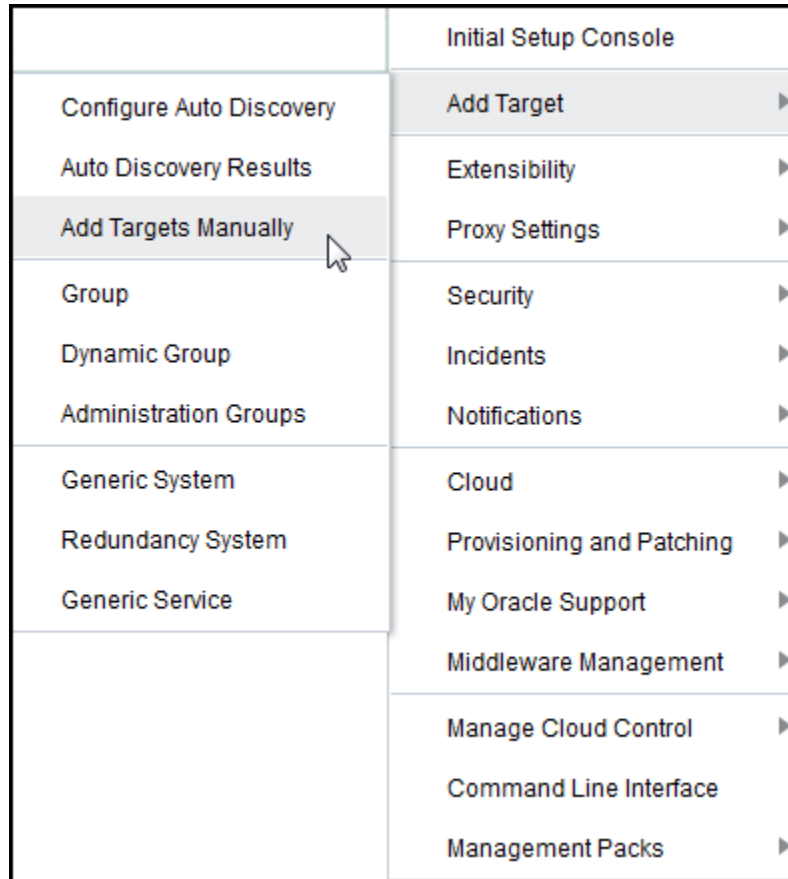 Initial Setup Console
Add Target
Extensibility
Proxy Settings
Security
Incidents
Notifications
Cloud
Provisioning and Patching
My Oracle Support
Middleware Management
Manage Cloud Control
Command Line Interface
Management Packs
Configure Auto Discovery
Auto Discovery Results
Add Targets Manually
Group
Dynamic Group
Administration Groups
Generic System
Redundancy System
Generic Service